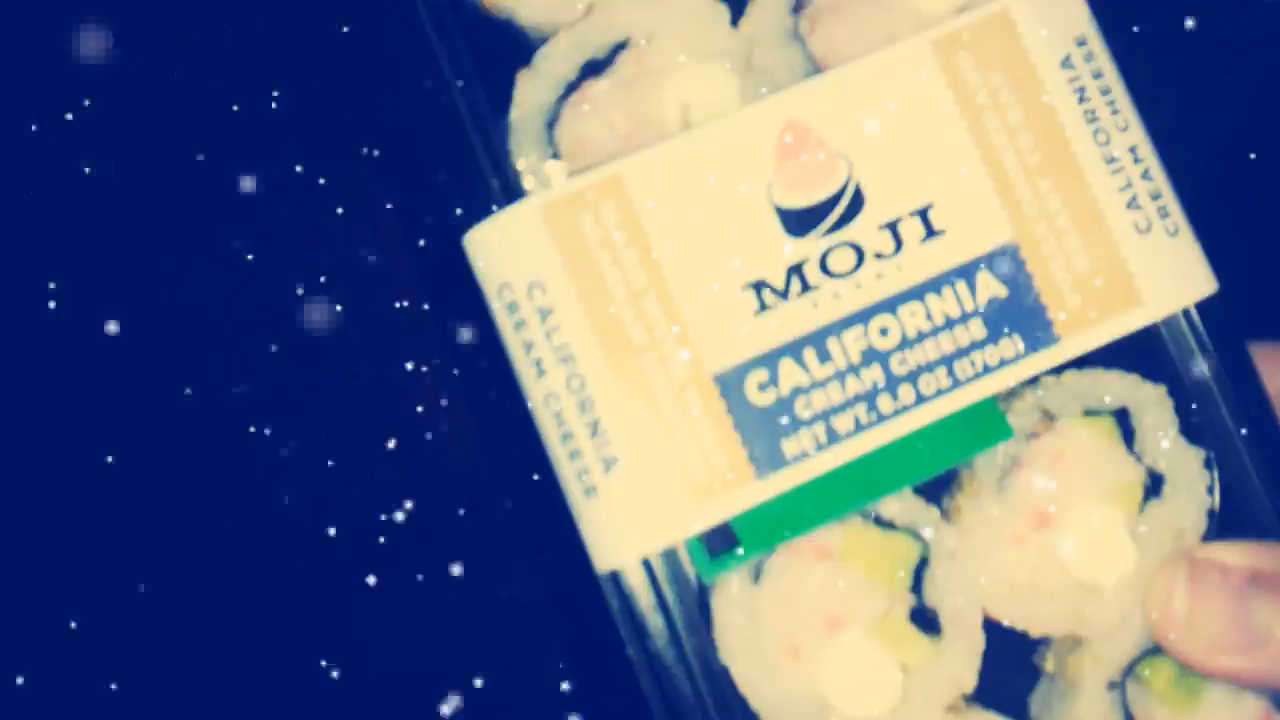 MOJI
CALIFORNIA
CREAM CHEESE
NET WT. 6.0 OZ (170G)
CALIFORNIA
CREAM CHEESE
CALIFORNIA
CREAM CHEESE